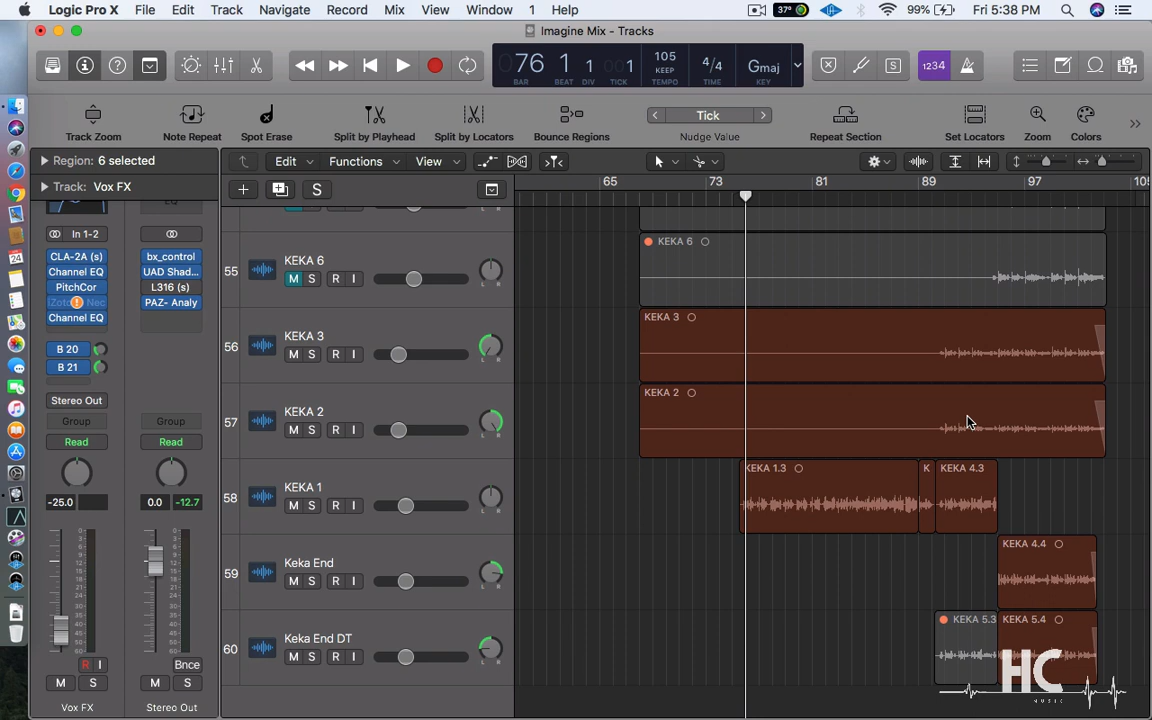 Logic Pro X File Edit Track Navigate Record Mix View Window 1 Help 37° 99% Fri 5:38 PM
Imagine Mix - Tracks
076 1 1 1 105 KEEP 4/4 Gmaj 1234
BAR BEAT DIV TICK TEMPO TIME KEY
Track Zoom Note Repeat Spot Erase Split by Playhead Split by Locators Bounce Regions Tick Nudge Value Repeat Section Set Locators Zoom Colors
Region: 6 selected Edit Functions View
Track: Vox FX S 65 73 81 89 97 105
EQ
In 1-2
CLA-2A (s) bx_control
Channel EQ UAD Shad...
PitchCor L316 (s)
PAZ- Analy
Channel EQ
B 20
B 21
Stereo Out
Group Group
Read Read
-25.0 0.0 -12.7
R I Bnce
M S M S
Vox FX Stereo Out
55 KEKA 6 M S R I KEKA 6
56 KEKA 3 M S R I L R KEKA 3
57 KEKA 2 M S R I L R KEKA 2
58 KEKA 1 M S R I L R KEKA 1.3 K KEKA 4.3
59 Keka End M S R I L R KEKA 4.4
60 Keka End DT M S R I L R KEKA 5.3 KEKA 5.4
HC
MUSIC